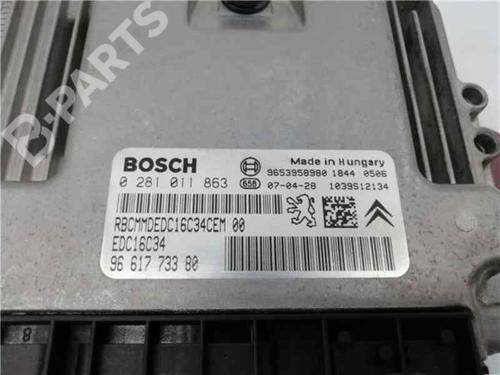 B-PARTS
BOSCH
Made in Hungary
9653958980 1844 0506
0 281 011 863
658
07-04-28 1039S12134
RBCMMDEDC16C34CEM 00
EDC16C34
96 617 733 80
8